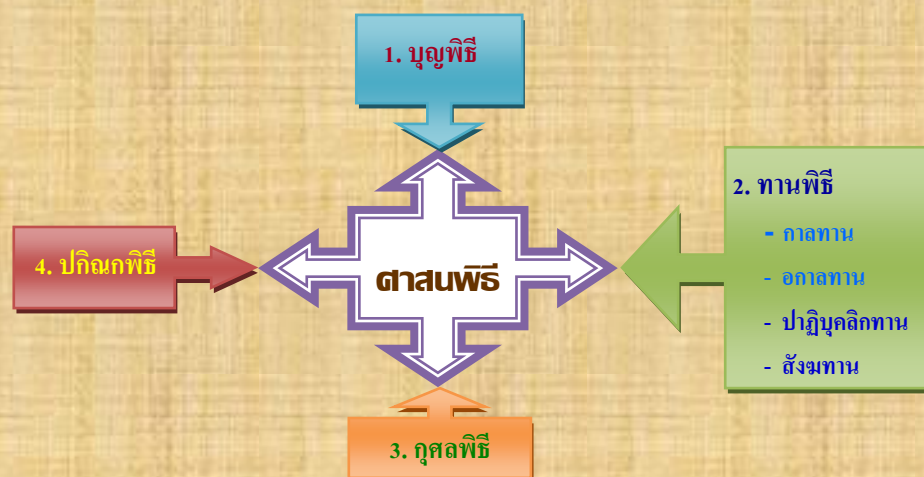 1. บุญพิธี
2. ทานพิธี
- กาลทาน
- อกาลทาน
- ปาฏิบุคลิกทาน
- สังฆทาน
4. ปกิณกพิธี
ศาสนพิธี
3. กุศลพิธี